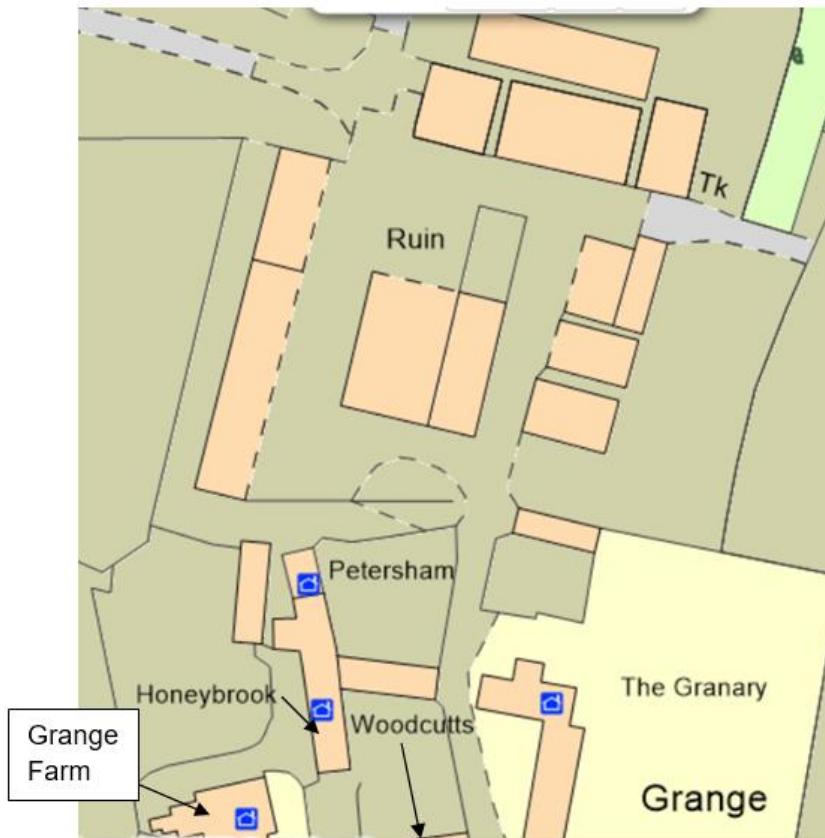 Tk
Ruin
Petersham
Honeybrook
The Granary
Woodcutts
Grange
Farm
Grange